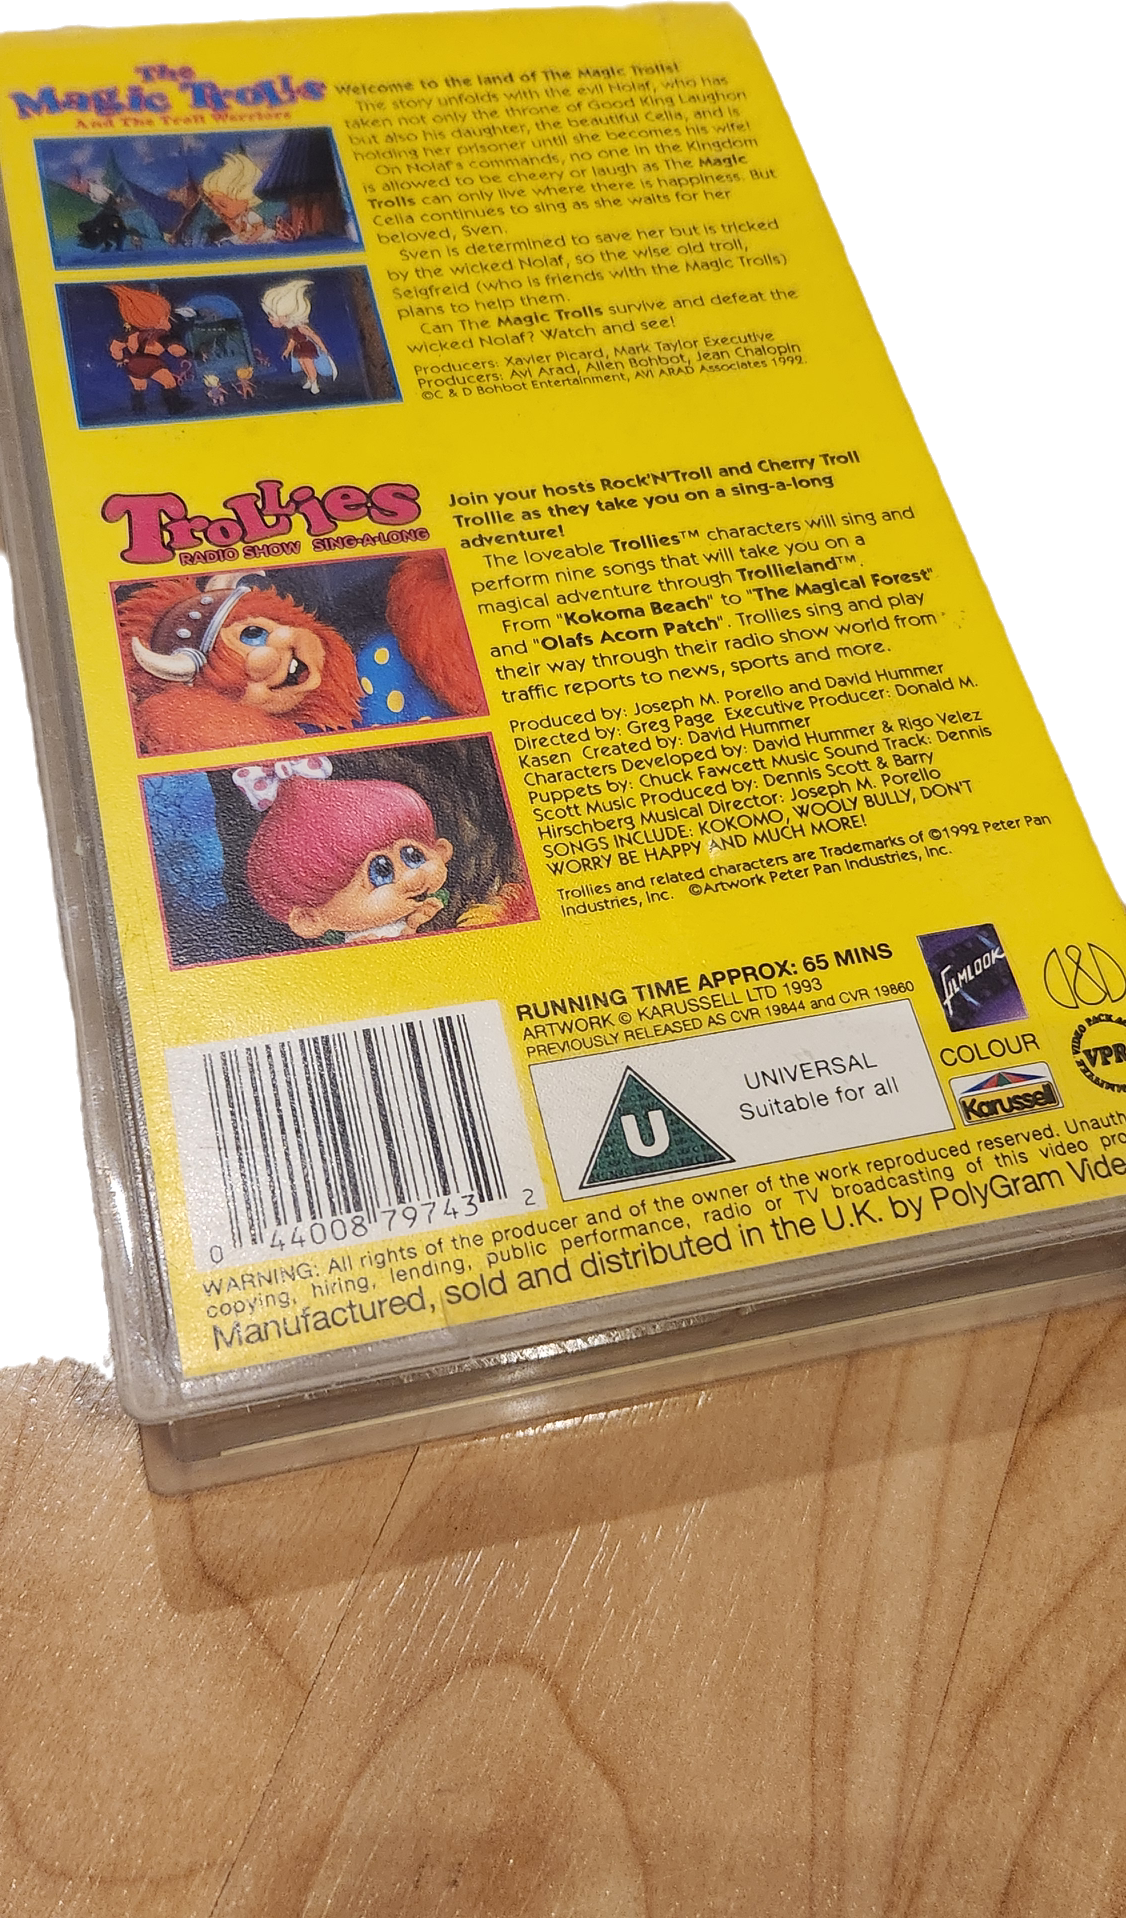 The
Magic Trolls
And The Troll Warriors
Welcome to the land of The Magic Trolls!
The story unfolds with the evil Nolaf, who has
taken not only the throne of Good King Laughon
but also his daughter, the beautiful Celia, and is
holding her prisoner until she becomes his wife!
On Nolaf's commands, no one in the Kingdom
is allowed to be cheery or laugh as The Magic
Trolls can only live where there is happiness. But
Celia continues to sing as she waits for her
beloved, Sven.
Sven is determined to save her but is tricked
by the wicked Nolaf, so the wise old troll,
Seigfreid (who is friends with the Magic Trolls)
plans to help them.
Can The Magic Trolls survive and defeat the
wicked Nolaf? Watch and see!
Producers: Xavier Picard, Mark Taylor Executive
Producers: Avi Arad, Allen Bohbot, Jean Chalopin
©C & D Bohbot Entertainment, AVI ARAD Associates 1992.
Trollies
RADIO SHOW SING-A-LONG
Join your hosts Rock'N'Troll and Cherry Troll
Trollie as they take you on a sing-a-long
adventure!
The loveable Trollies™ characters will sing and
perform nine songs that will take you on a
magical adventure through Trollieland™.
From "Kokoma Beach" to "The Magical Forest"
and "Olafs Acorn Patch". Trollies sing and play
their way through their radio show world from
traffic reports to news, sports and more.
Produced by: Joseph M. Porello and David Hummer
Directed by: Greg Page Executive Producer: Donald M.
Kasen Created by: David Hummer
Characters Developed by: David Hummer & Rigo Velez
Puppets by: Chuck Fawcett Music Sound Track: Dennis
Scott Music Produced by: Dennis Scott & Barry
Hirschberg Musical Director: Joseph M. Porello
SONGS INCLUDE: KOKOMO, WOOLY BULLY, DON'T
WORRY BE HAPPY AND MUCH MORE!
Trollies and related characters are Trademarks of ©1992 Peter Pan
Industries, Inc. ©Artwork Peter Pan Industries, Inc.
RUNNING TIME APPROX: 65 MINS
ARTWORK © KARUSSELL LTD 1993
PREVIOUSLY RELEASED AS CVR 19844 and CVR 19860
FILMLOOK
C&D
COLOUR
VPR
Karussell
U
UNIVERSAL
Suitable for all
0 44008 79743 2
WARNING: All rights of the producer and of the owner of the work reproduced reserved. Unauth
copying, hiring, lending, public performance, radio or TV broadcasting of this video pro
Manufactured, sold and distributed in the U.K. by PolyGram Vide